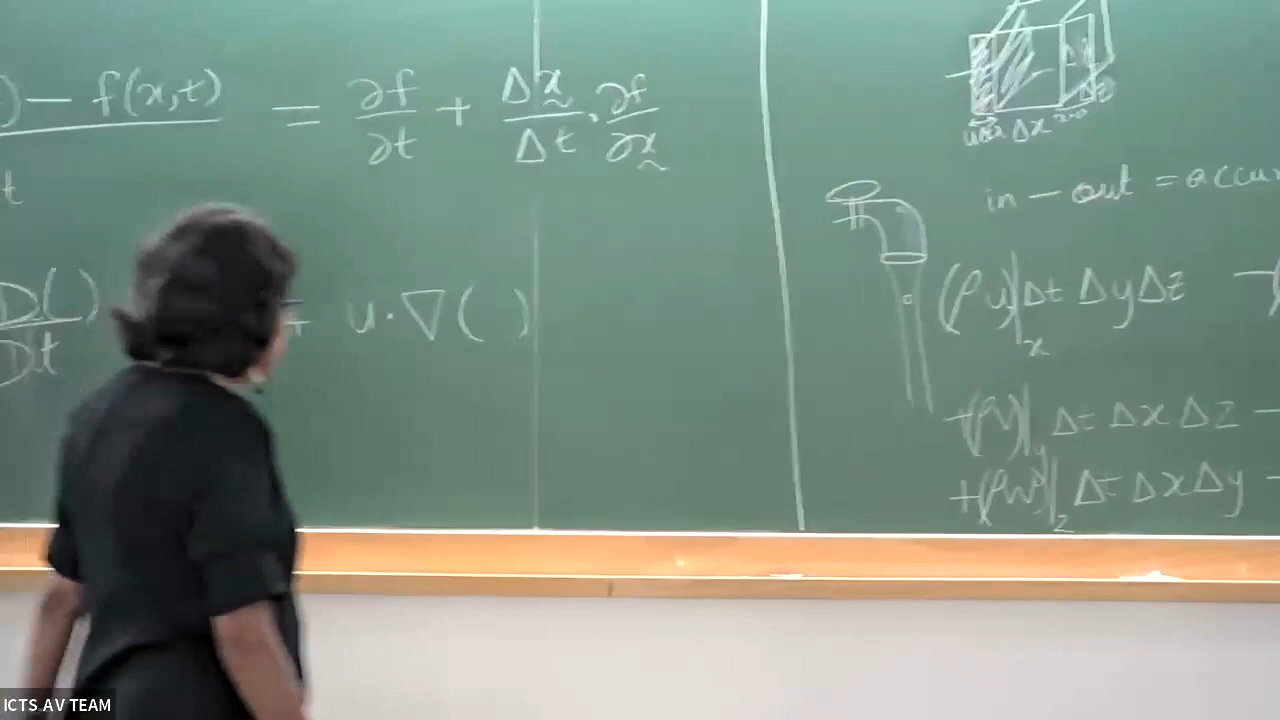 ) − f(x,t) = ∂f/∂t + Δx/Δt · ∂f/∂x
t
D( )/Dt + u·∇( )
Δx
in − out = accu
(ρu)|x Δt Δy Δz −
+(ρv)|y Δt Δx Δz −
+(ρw)|z Δt Δx Δy −
ICTS AV TEAM